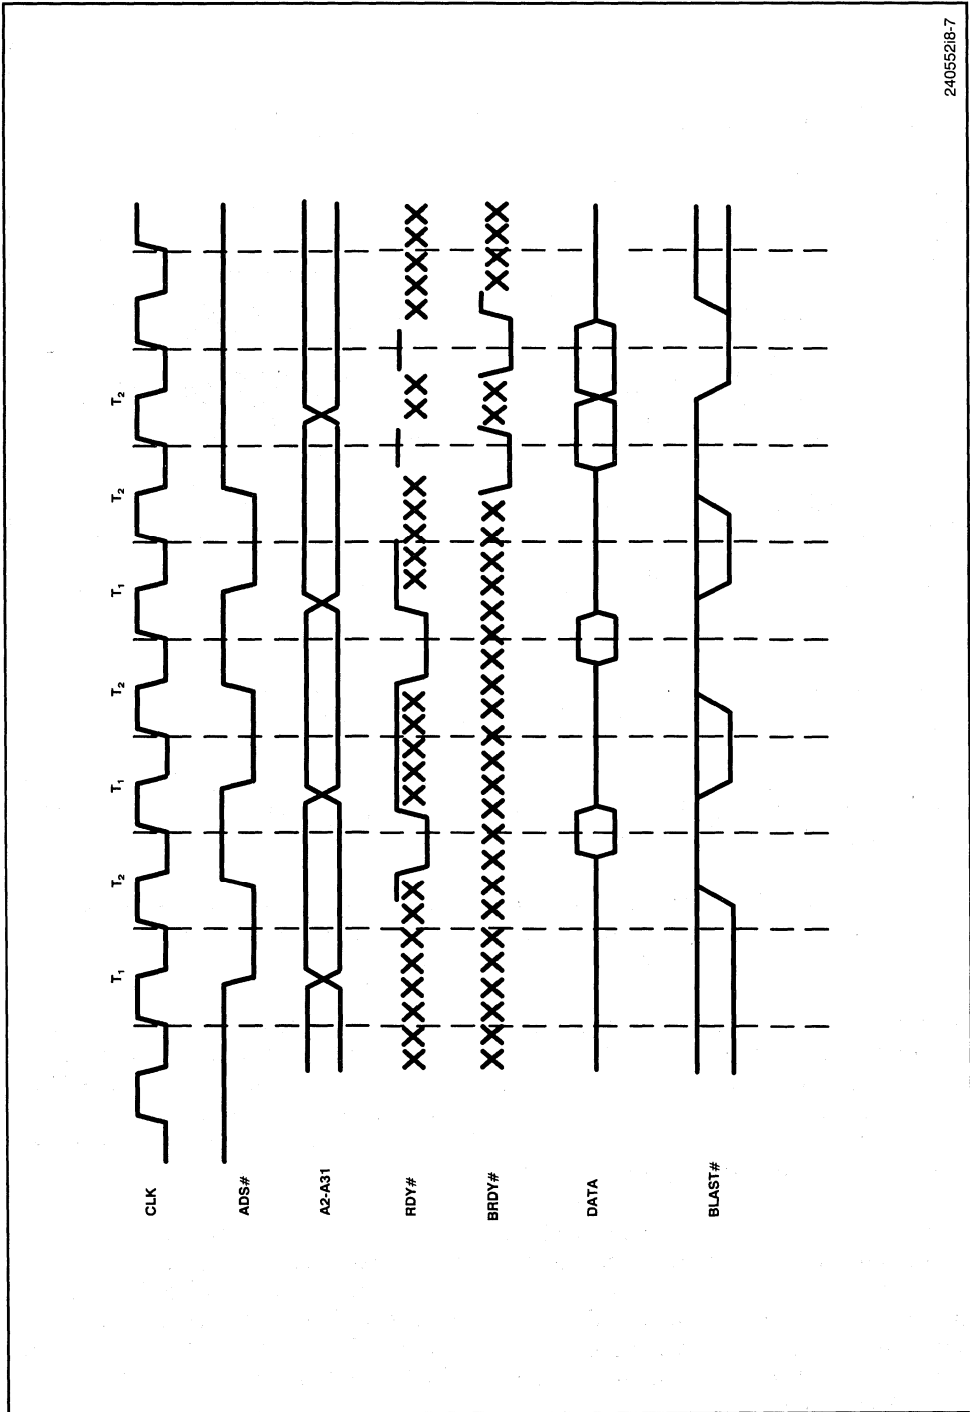 T1
T2
T1
T2
T1
T2
T2
CLK
ADS#
A2-A31
RDY#
BRDY#
DATA
BLAST#
240552i8-7